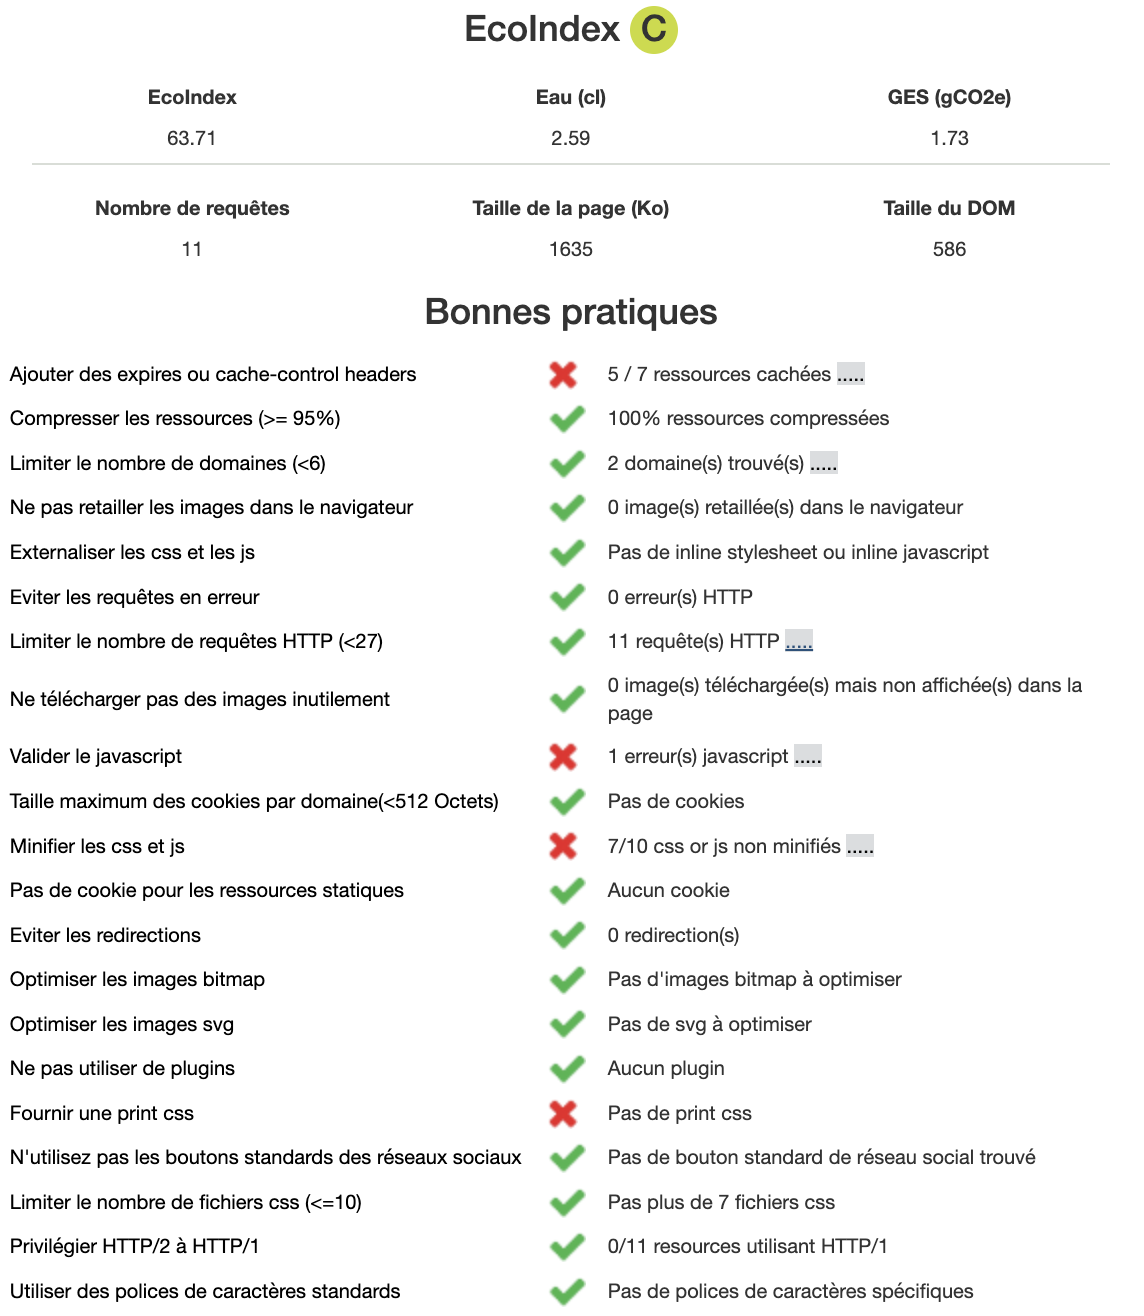 EcoIndex C
EcoIndex Eau (cl) GES (gCO2e)
63.71 2.59 1.73
Nombre de requêtes Taille de la page (Ko) Taille du DOM
11 1635 586
Bonnes pratiques
Ajouter des expires ou cache-control headers 5 / 7 ressources cachées .....
Compresser les ressources (>= 95%) 100% ressources compressées
Limiter le nombre de domaines (<6) 2 domaine(s) trouvé(s) .....
Ne pas retailler les images dans le navigateur 0 image(s) retaillée(s) dans le navigateur
Externaliser les css et les js Pas de inline stylesheet ou inline javascript
Eviter les requêtes en erreur 0 erreur(s) HTTP
Limiter le nombre de requêtes HTTP (<27) 11 requête(s) HTTP .....
Ne télécharger pas des images inutilement 0 image(s) téléchargée(s) mais non affichée(s) dans la
page
Valider le javascript 1 erreur(s) javascript .....
Taille maximum des cookies par domaine(<512 Octets) Pas de cookies
Minifier les css et js 7/10 css or js non minifiés .....
Pas de cookie pour les ressources statiques Aucun cookie
Eviter les redirections 0 redirection(s)
Optimiser les images bitmap Pas d'images bitmap à optimiser
Optimiser les images svg Pas de svg à optimiser
Ne pas utiliser de plugins Aucun plugin
Fournir une print css Pas de print css
N'utilisez pas les boutons standards des réseaux sociaux Pas de bouton standard de réseau social trouvé
Limiter le nombre de fichiers css (<=10) Pas plus de 7 fichiers css
Privilégier HTTP/2 à HTTP/1 0/11 resources utilisant HTTP/1
Utiliser des polices de caractères standards Pas de polices de caractères spécifiques